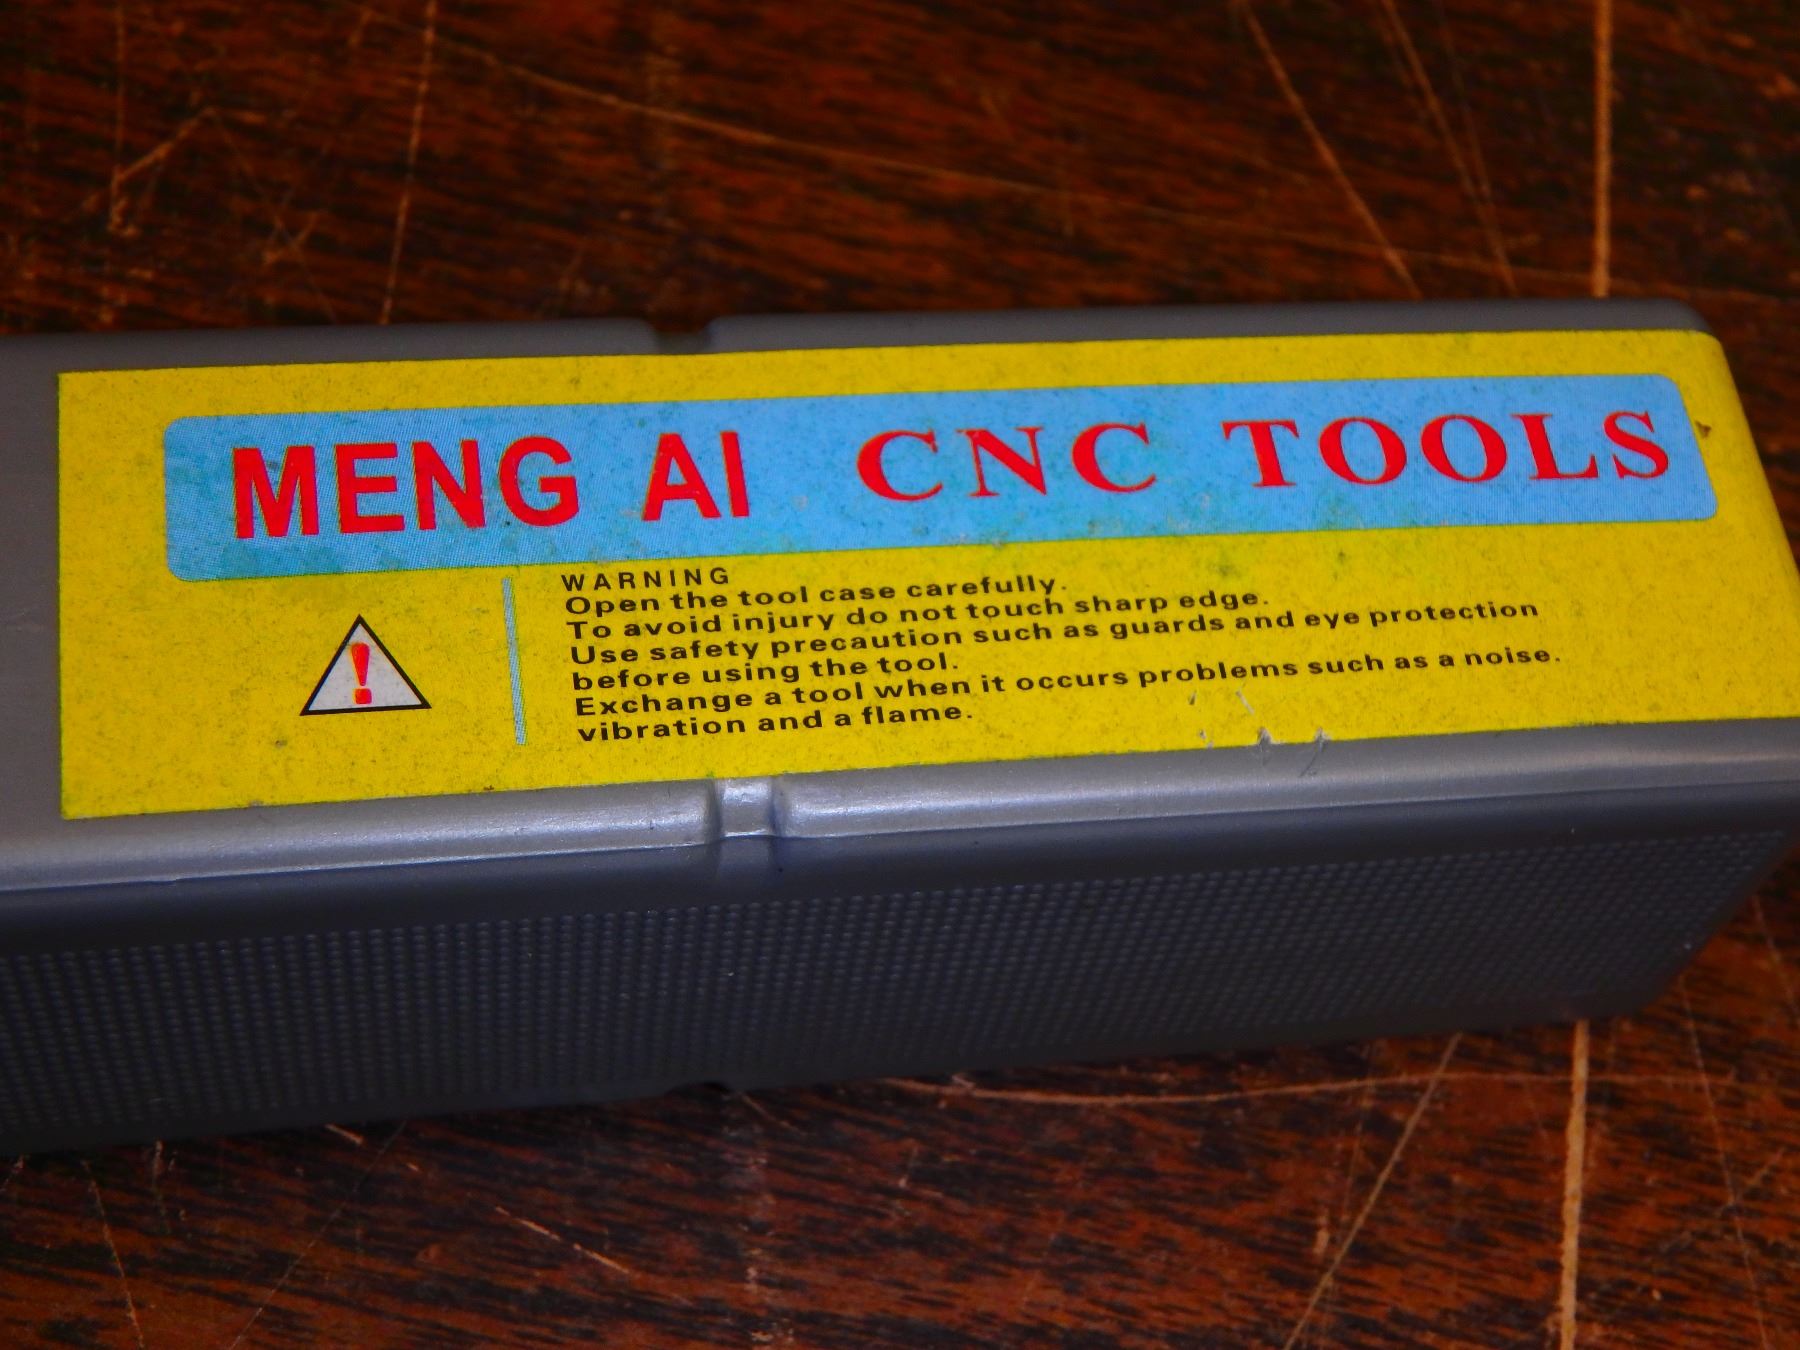 MENG AI CNC TOOLS
WARNING
Open the tool case carefully.
To avoid injury do not touch sharp edge.
Use safety precaution such as guards and eye protection
before using the tool.
Exchange a tool when it occurs problems such as a noise.
vibration and a flame.